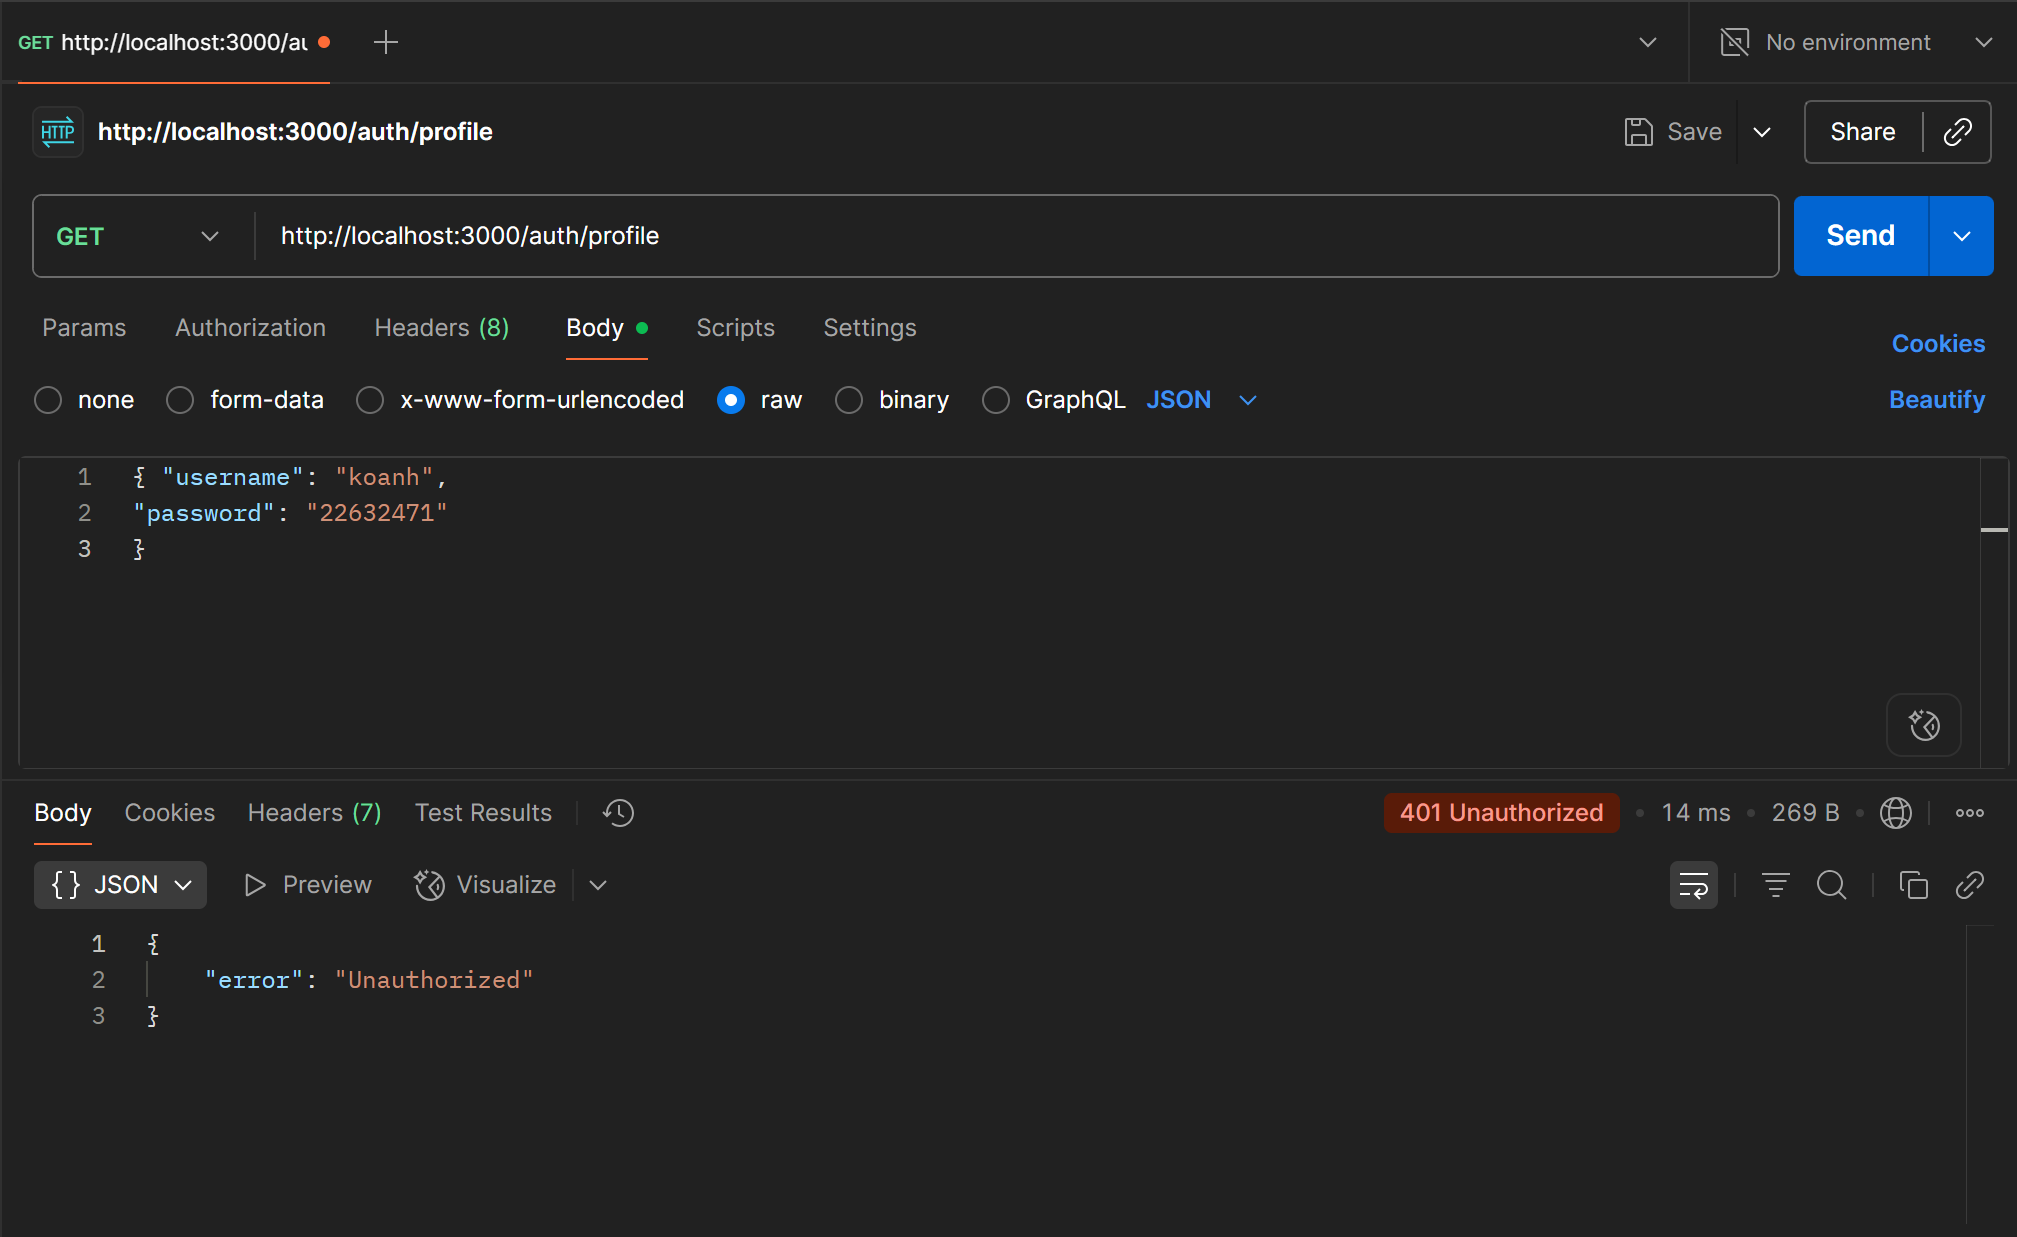 GET http://localhost:3000/au
No environment
HTTP http://localhost:3000/auth/profile
Save
Share
GET http://localhost:3000/auth/profile
Send
Params Authorization Headers (8) Body Scripts Settings
Cookies
none form-data x-www-form-urlencoded raw binary GraphQL JSON
Beautify
1 { "username": "koanh",
2 "password": "22632471"
3 }
Body Cookies Headers (7) Test Results
401 Unauthorized • 14 ms • 269 B •
{} JSON Preview Visualize
1 {
2 "error": "Unauthorized"
3 }